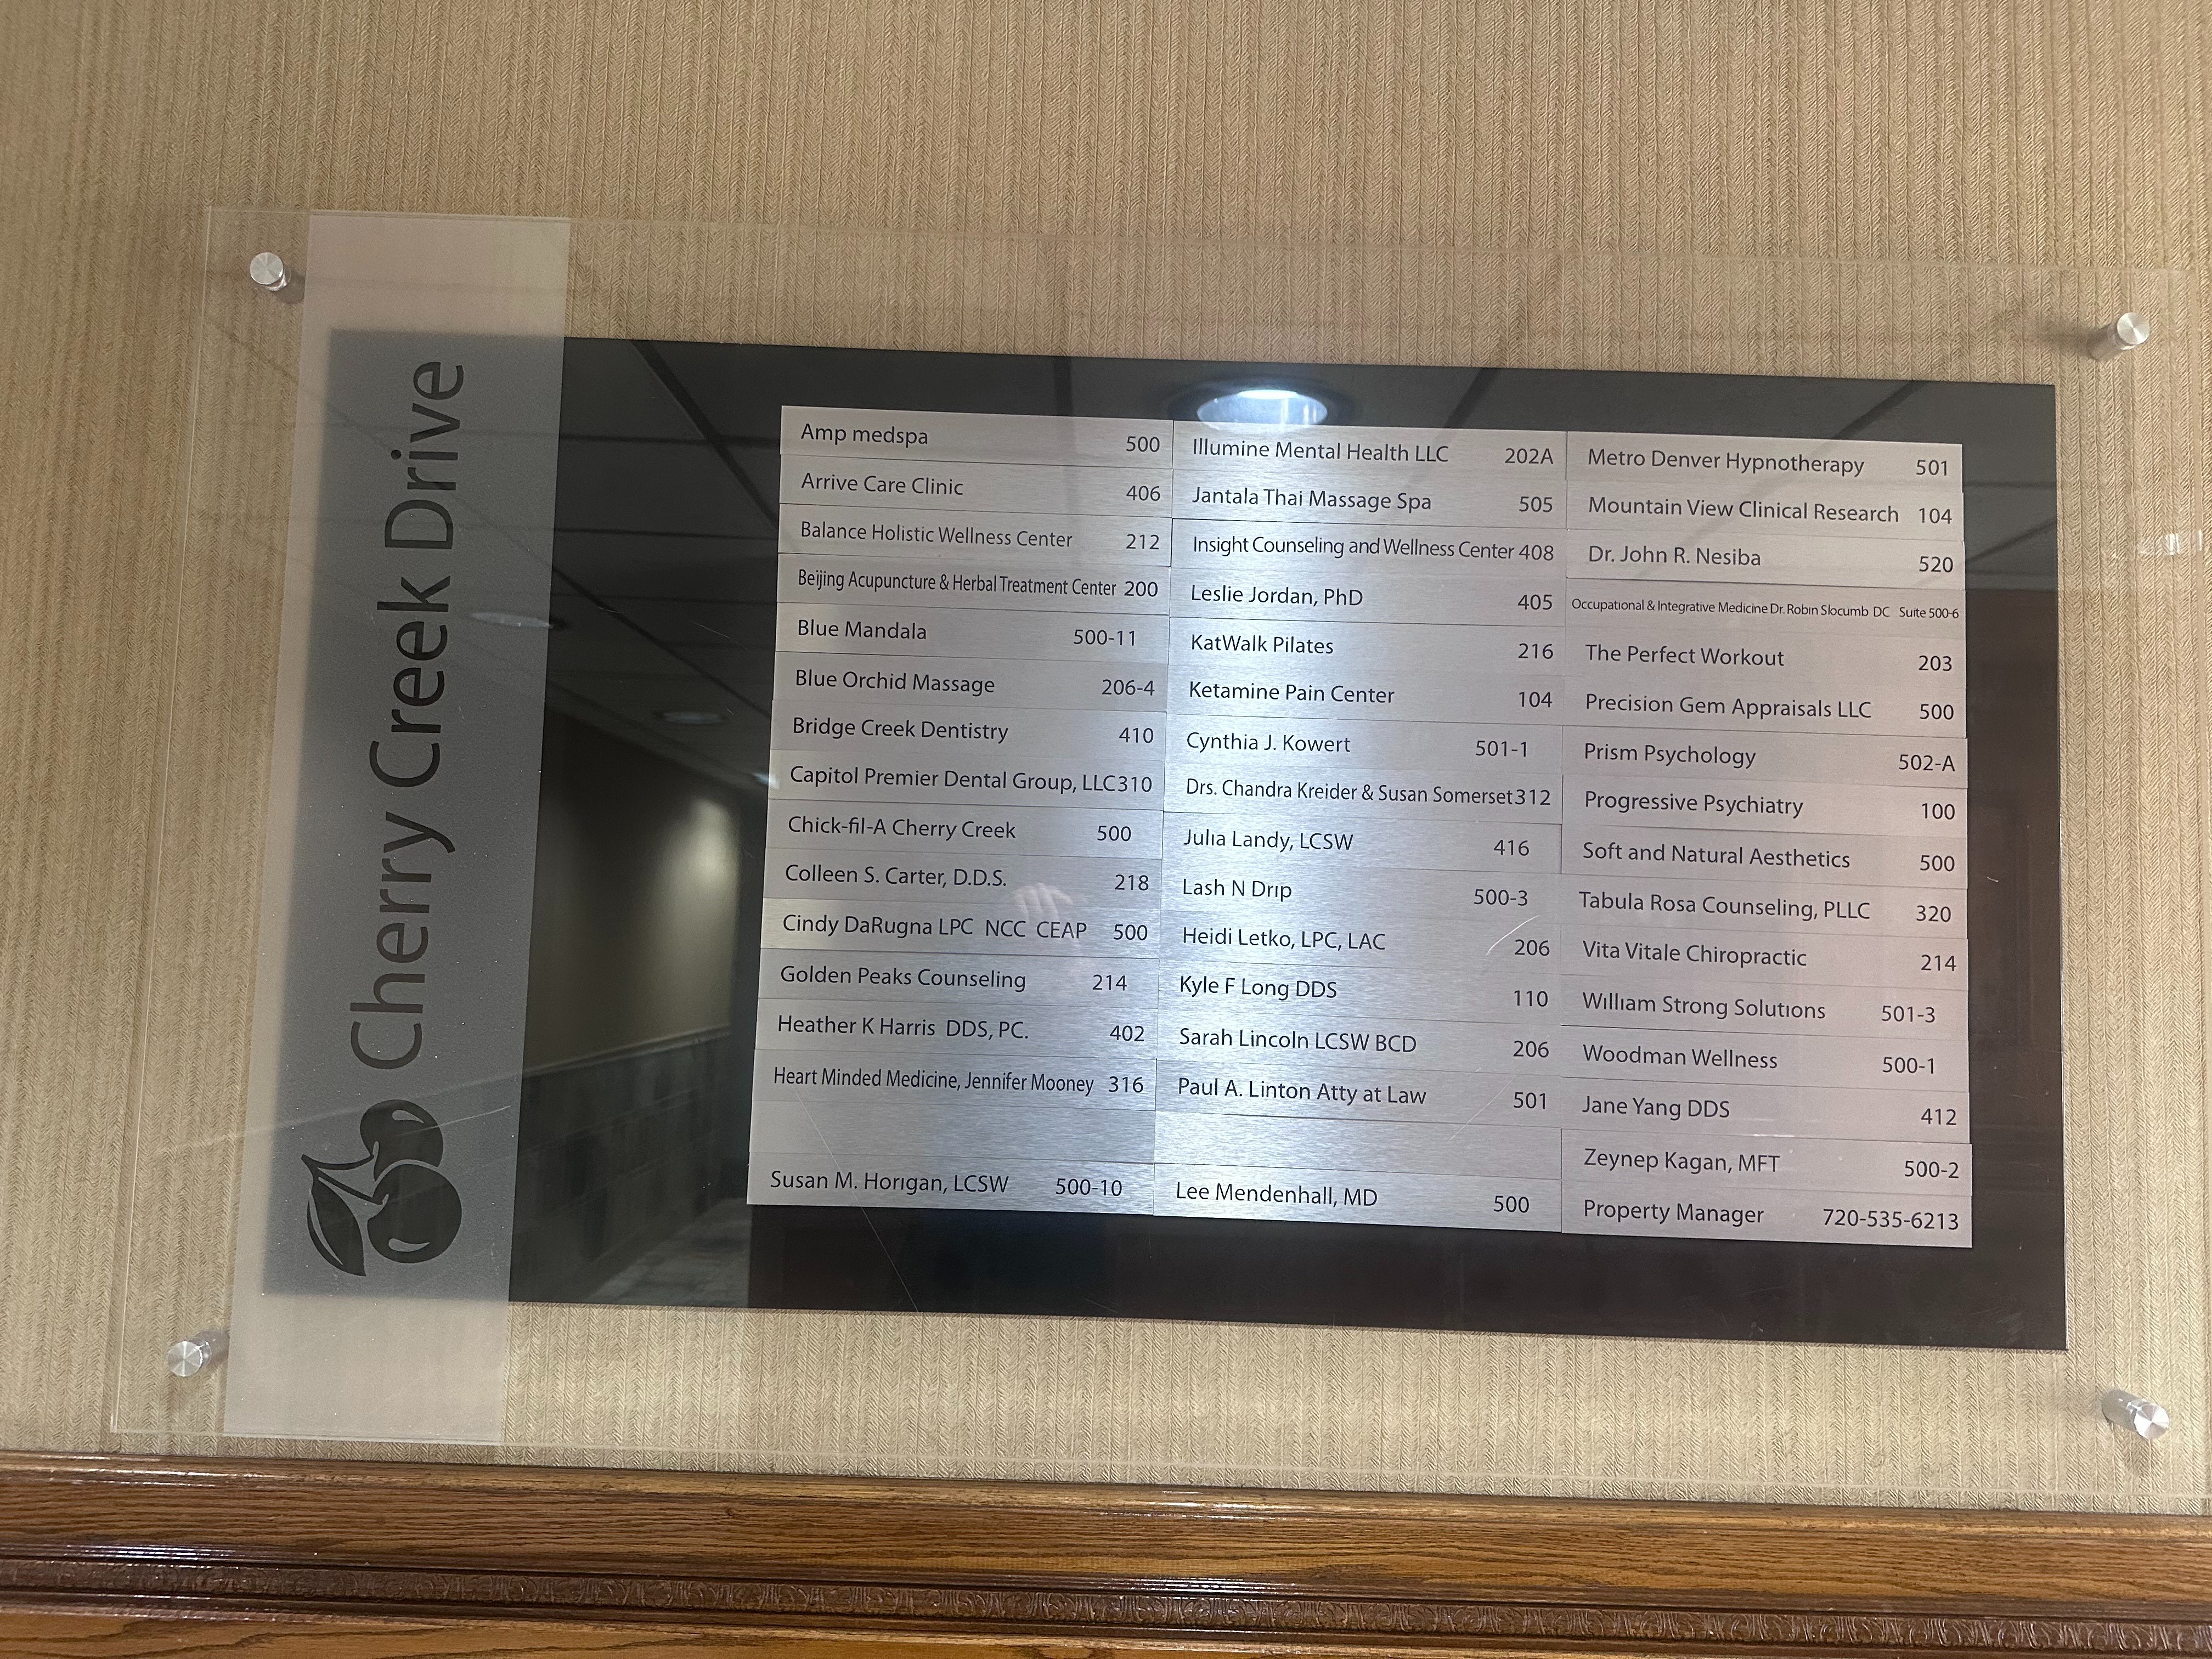 Cherry Creek Drive
Amp medspa 500
Arrive Care Clinic 406
Balance Holistic Wellness Center 212
Beijing Acupuncture & Herbal Treatment Center 200
Blue Mandala 500-11
Blue Orchid Massage 206-4
Bridge Creek Dentistry 410
Capitol Premier Dental Group, LLC 310
Chick-fil-A Cherry Creek 500
Colleen S. Carter, D.D.S. 218
Cindy DaRugna LPC NCC CEAP 500
Golden Peaks Counseling 214
Heather K Harris DDS, PC. 402
Heart Minded Medicine, Jennifer Mooney 316
Susan M. Horigan, LCSW 500-10
Illumine Mental Health LLC 202A
Jantala Thai Massage Spa 505
Insight Counseling and Wellness Center 408
Leslie Jordan, PhD 405
KatWalk Pilates 216
Ketamine Pain Center 104
Cynthia J. Kowert 501-1
Drs. Chandra Kreider & Susan Somerset 312
Julia Landy, LCSW 416
Lash N Drip 500-3
Heidi Letko, LPC, LAC 206
Kyle F Long DDS 110
Sarah Lincoln LCSW BCD 206
Paul A. Linton Atty at Law 501
Lee Mendenhall, MD 500
Metro Denver Hypnotherapy 501
Mountain View Clinical Research 104
Dr. John R. Nesiba 520
Occupational & Integrative Medicine Dr. Robin Slocumb DC Suite 500-6
The Perfect Workout 203
Precision Gem Appraisals LLC 500
Prism Psychology 502-A
Progressive Psychiatry 100
Soft and Natural Aesthetics 500
Tabula Rosa Counseling, PLLC 320
Vita Vitale Chiropractic 214
William Strong Solutions 501-3
Woodman Wellness 500-1
Jane Yang DDS 412
Zeynep Kagan, MFT 500-2
Property Manager 720-535-6213